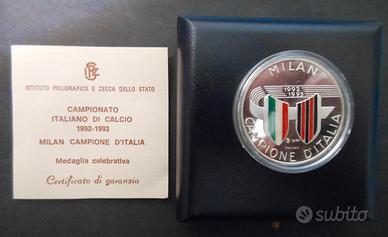 ISTITUTO POLIGRAFICO E ZECCA DELLO STATO
CAMPIONATO
ITALIANO DI CALCIO
1992-1993
MILAN CAMPIONE D'ITALIA
Medaglia celebrativa
Certificato di garanzia
MILAN
1992
1993
CAMPIONE D'ITALIA
subito